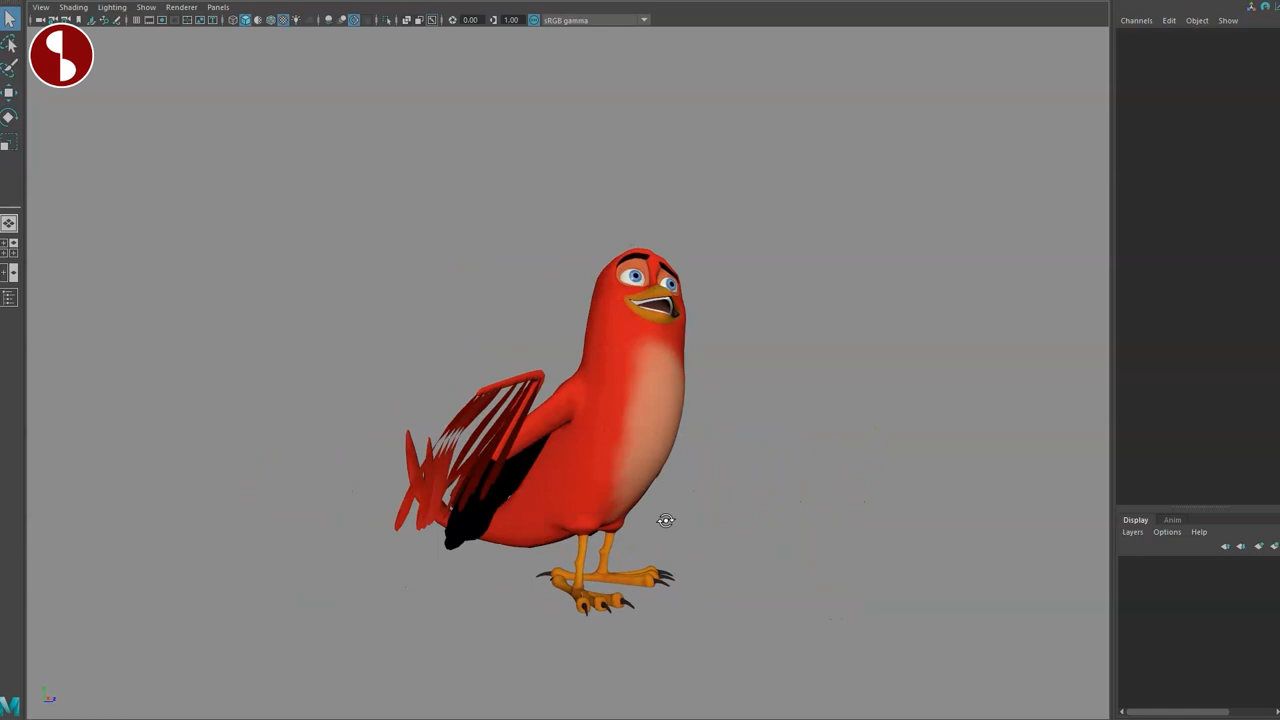 View Shading Lighting Show Renderer Panels
0.00 1.00 sRGB gamma
Channels Edit Object Show
Display Anim
Layers Options Help